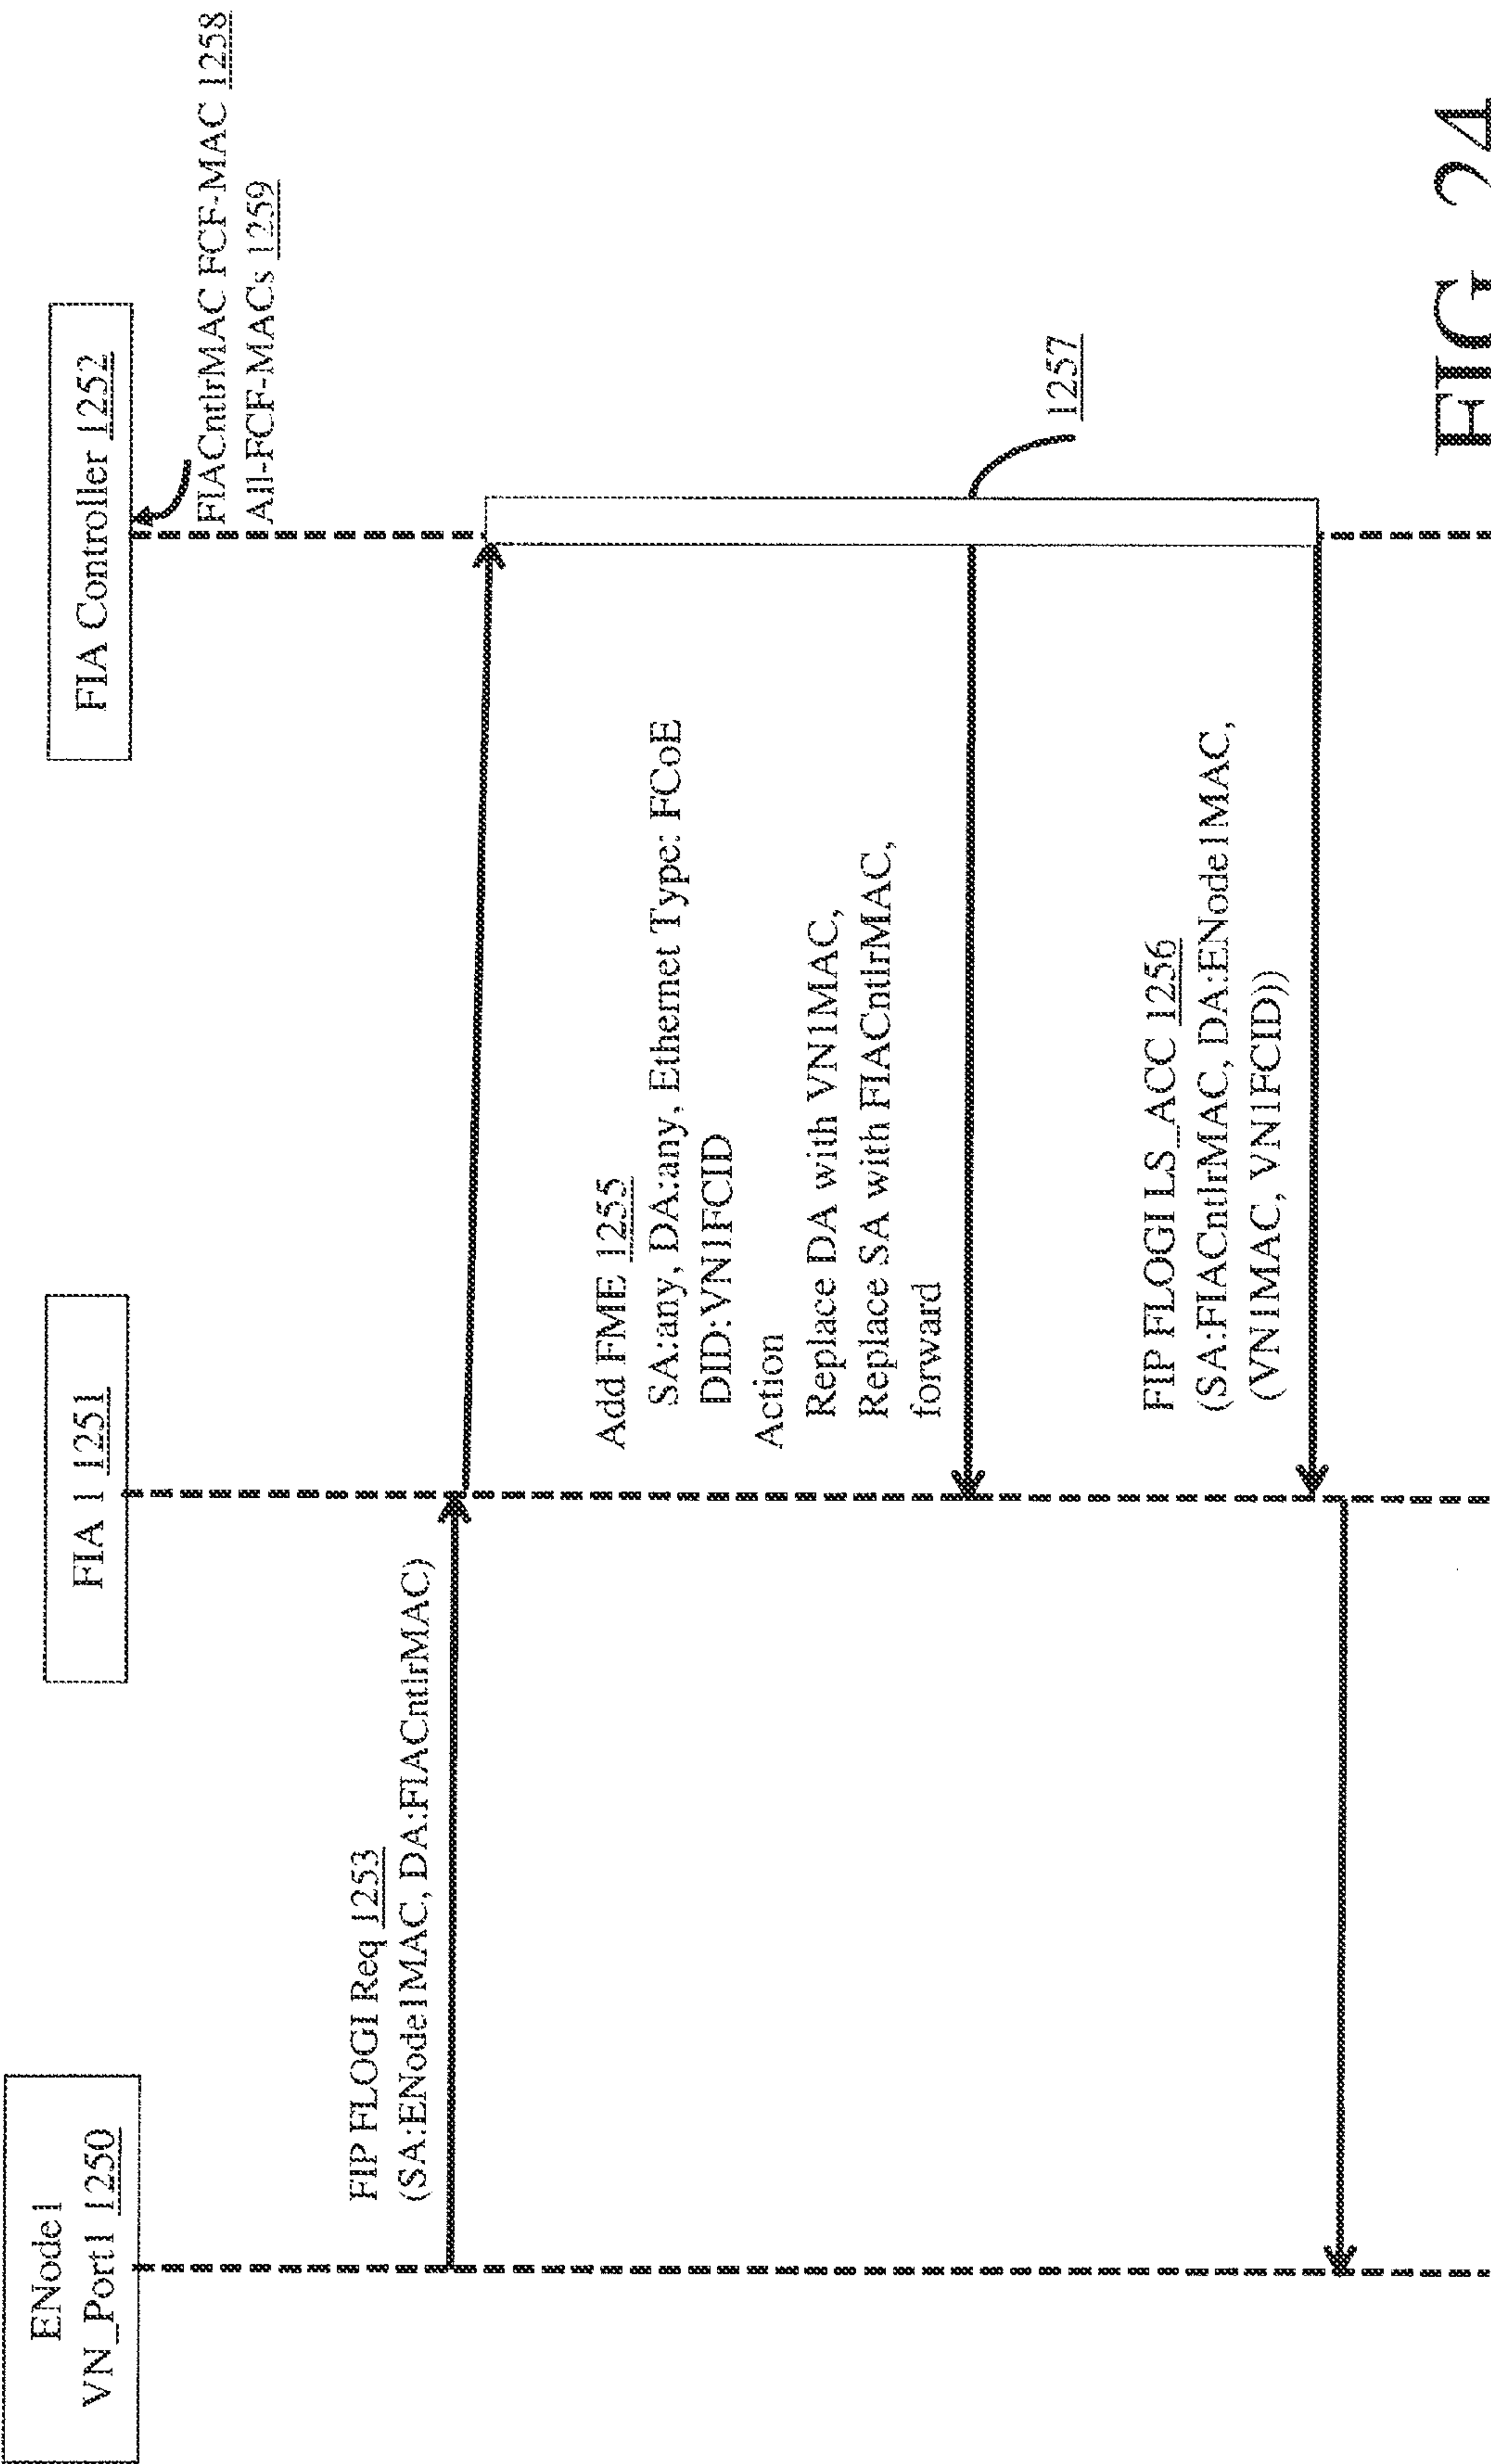 ENode1
VN_Port1 1250
FIA 1 1251
FIA Controller 1252
FIACntlrMAC FCF-MAC 1258
All-FCF-MACs 1259
FIP FLOGI Req 1253
(SA:ENode1MAC, DA:FIACntlrMAC)
Add FME 1255
SA:any, DA:any, Ethernet Type: FCoE
DID:VN1FCID
Action
Replace DA with VN1MAC,
Replace SA with FIACntlrMAC,
forward
1257
FIP FLOGI LS_ACC 1256
(SA:FIACntlrMAC, DA:ENode1MAC,
(VN1MAC, VN1FCID))
FIG. 24